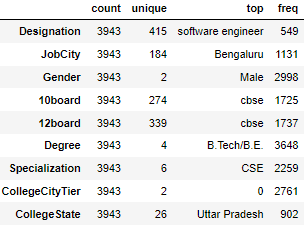 count unique top freq
Designation 3943 415 software engineer 549
JobCity 3943 184 Bengaluru 1131
Gender 3943 2 Male 2998
10board 3943 274 cbse 1725
12board 3943 339 cbse 1737
Degree 3943 4 B.Tech/B.E. 3648
Specialization 3943 6 CSE 2259
CollegeCityTier 3943 2 0 2761
CollegeState 3943 26 Uttar Pradesh 902